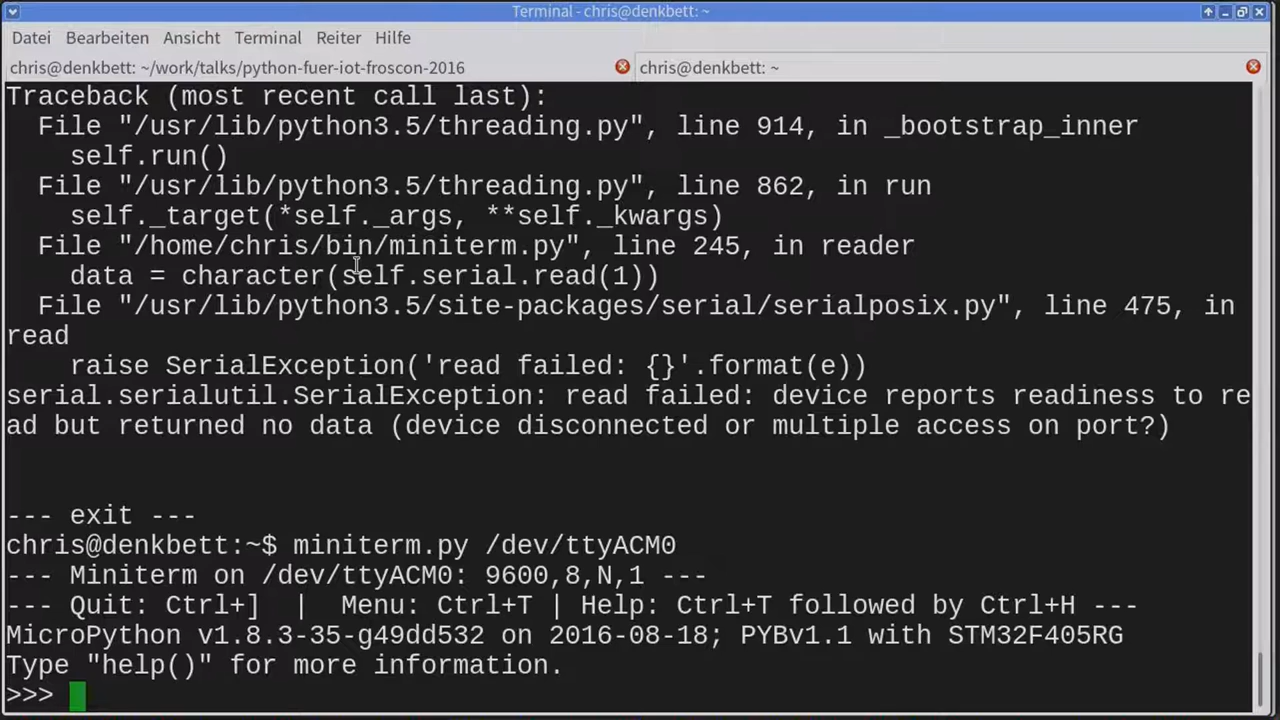 Terminal - chris@denkbett: ~
Datei Bearbeiten Ansicht Terminal Reiter Hilfe
chris@denkbett: ~/work/talks/python-fuer-iot-froscon-2016 chris@denkbett: ~
Traceback (most recent call last):
  File "/usr/lib/python3.5/threading.py", line 914, in _bootstrap_inner
    self.run()
  File "/usr/lib/python3.5/threading.py", line 862, in run
    self._target(*self._args, **self._kwargs)
  File "/home/chris/bin/miniterm.py", line 245, in reader
    data = character(self.serial.read(1))
  File "/usr/lib/python3.5/site-packages/serial/serialposix.py", line 475, in
read
    raise SerialException('read failed: {}'.format(e))
serial.serialutil.SerialException: read failed: device reports readiness to re
ad but returned no data (device disconnected or multiple access on port?)
--- exit ---
chris@denkbett:~$ miniterm.py /dev/ttyACM0
--- Miniterm on /dev/ttyACM0: 9600,8,N,1 ---
--- Quit: Ctrl+]  |  Menu: Ctrl+T | Help: Ctrl+T followed by Ctrl+H ---
MicroPython v1.8.3-35-g49dd532 on 2016-08-18; PYBv1.1 with STM32F405RG
Type "help()" for more information.
>>>